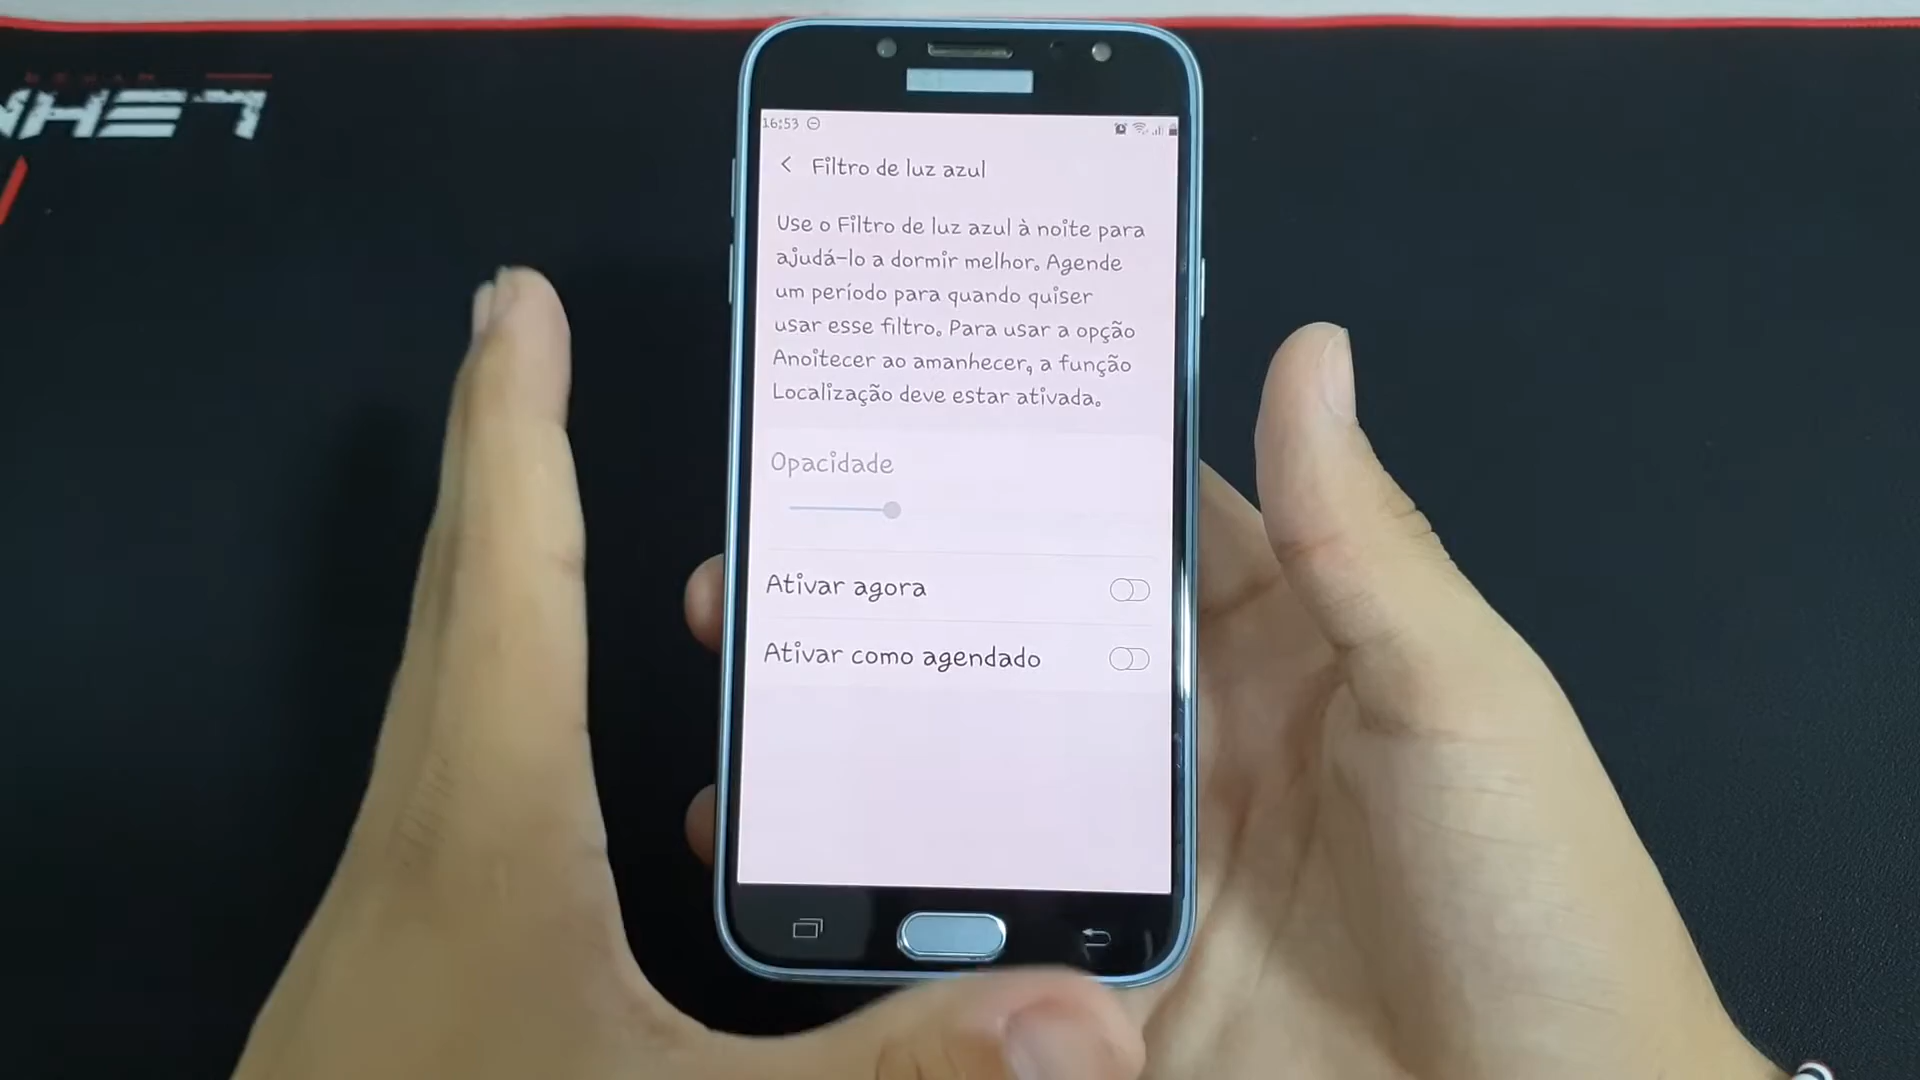 16:53
Filtro de luz azul
Use o Filtro de luz azul à noite para
ajudá-lo a dormir melhor. Agende
um período para quando quiser
usar esse filtro. Para usar a opção
Anoitecer ao amanhecer, a função
Localização deve estar ativada.
Opacidade
Ativar agora
Ativar como agendado